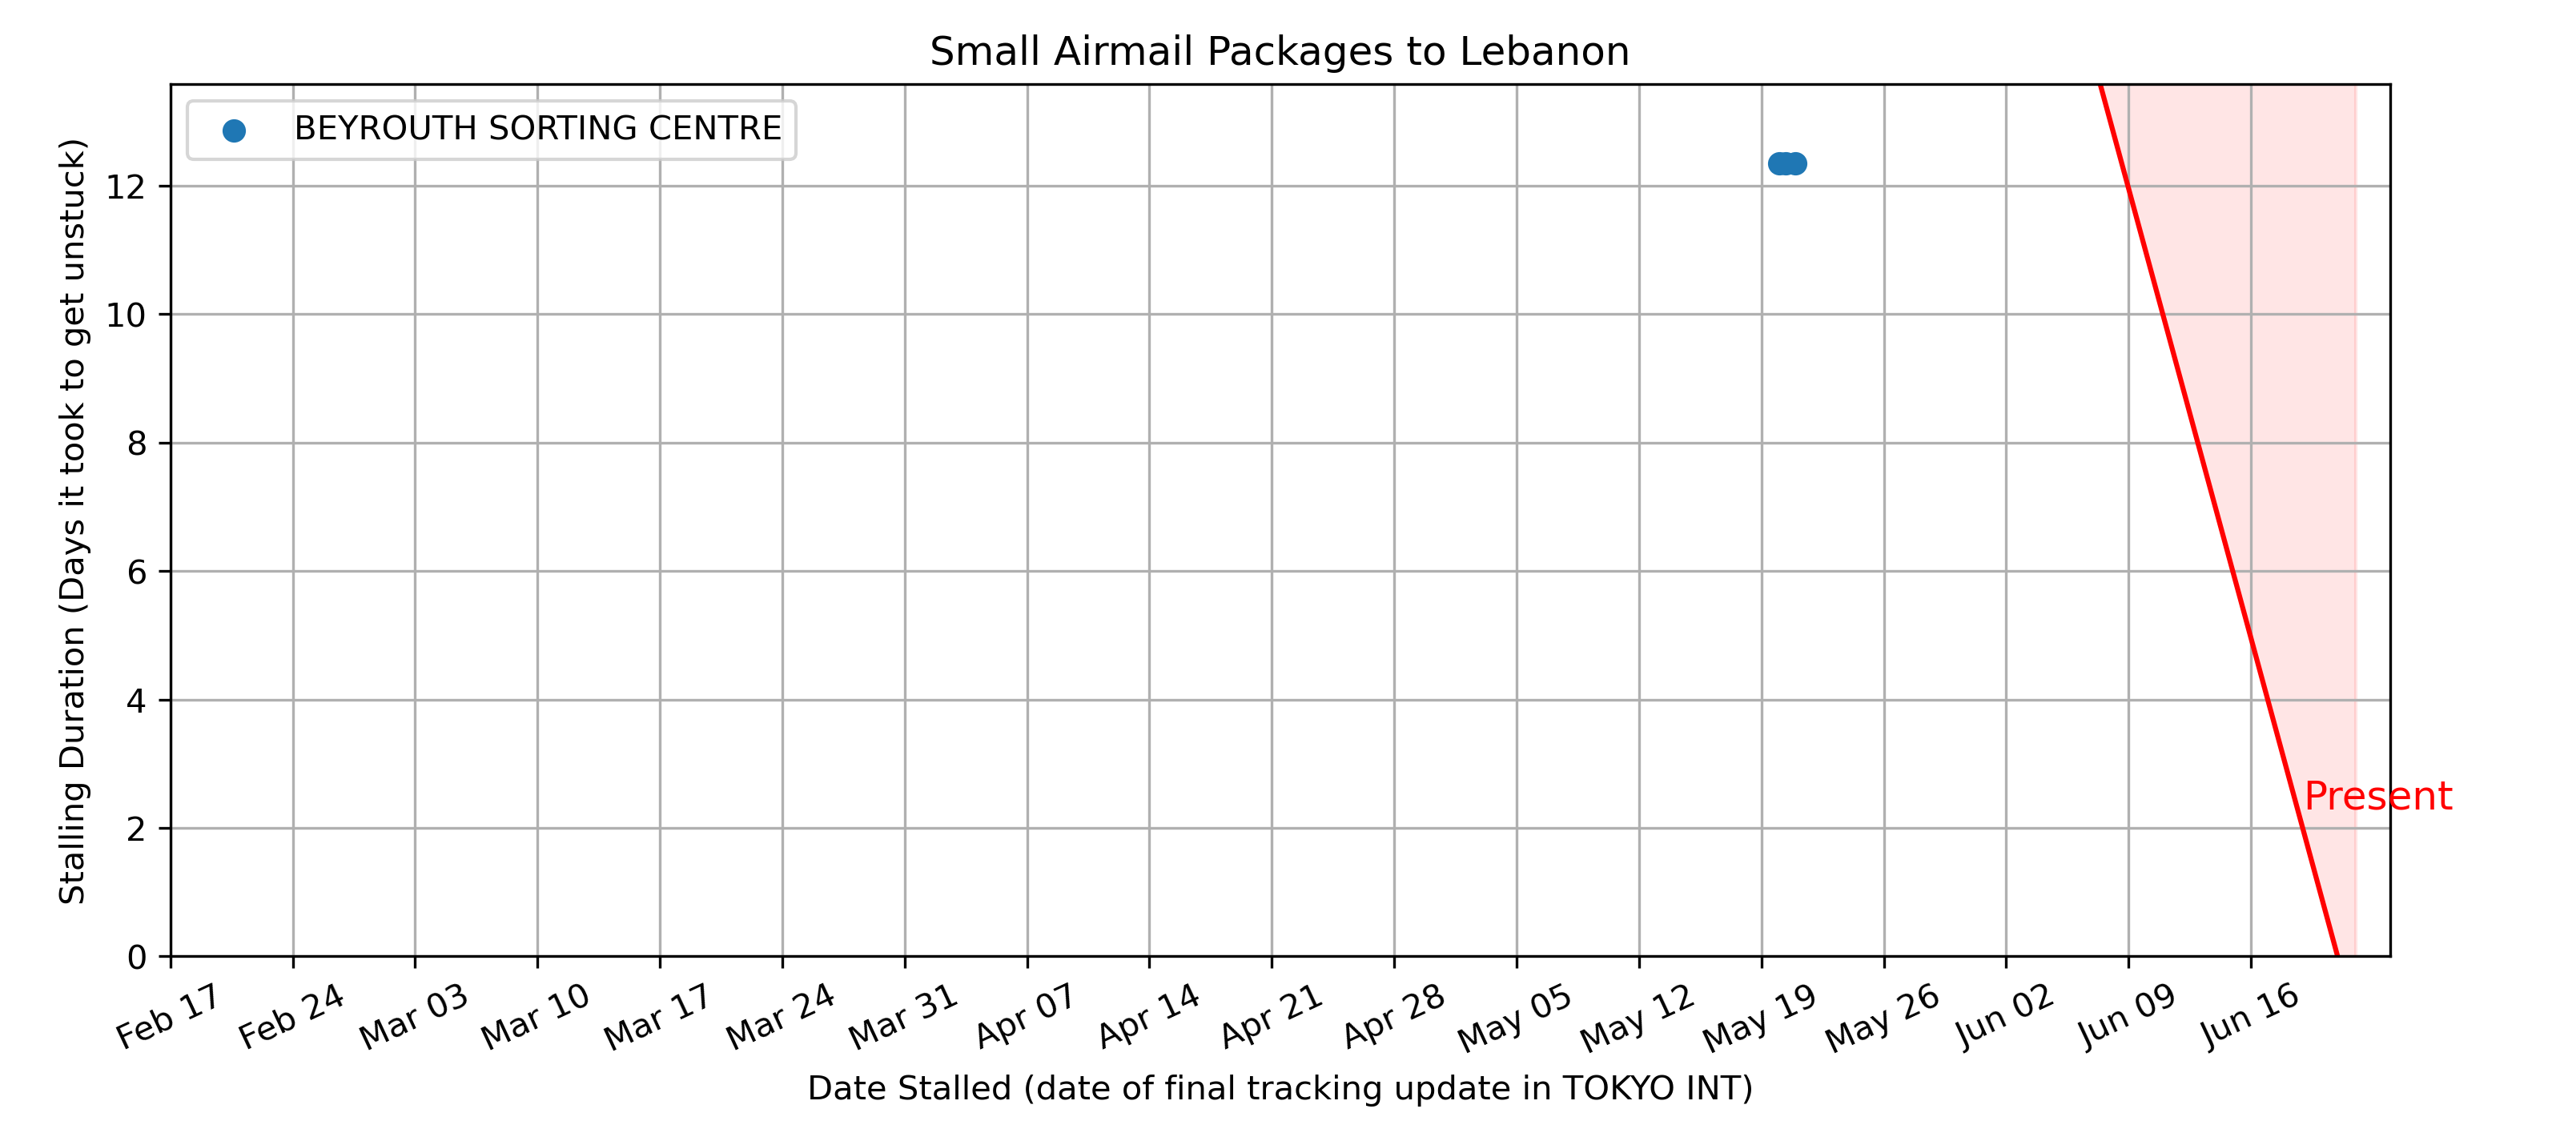 Small Airmail Packages to Lebanon
BEYROUTH SORTING CENTRE
Stalling Duration (Days it took to get unstuck)
12
10
8
6
4
2
0
Present
Feb 17
Feb 24
Mar 03
Mar 10
Mar 17
Mar 24
Mar 31
Apr 07
Apr 14
Apr 21
Apr 28
May 05
May 12
May 19
May 26
Jun 02
Jun 09
Jun 16
Date Stalled (date of final tracking update in TOKYO INT)